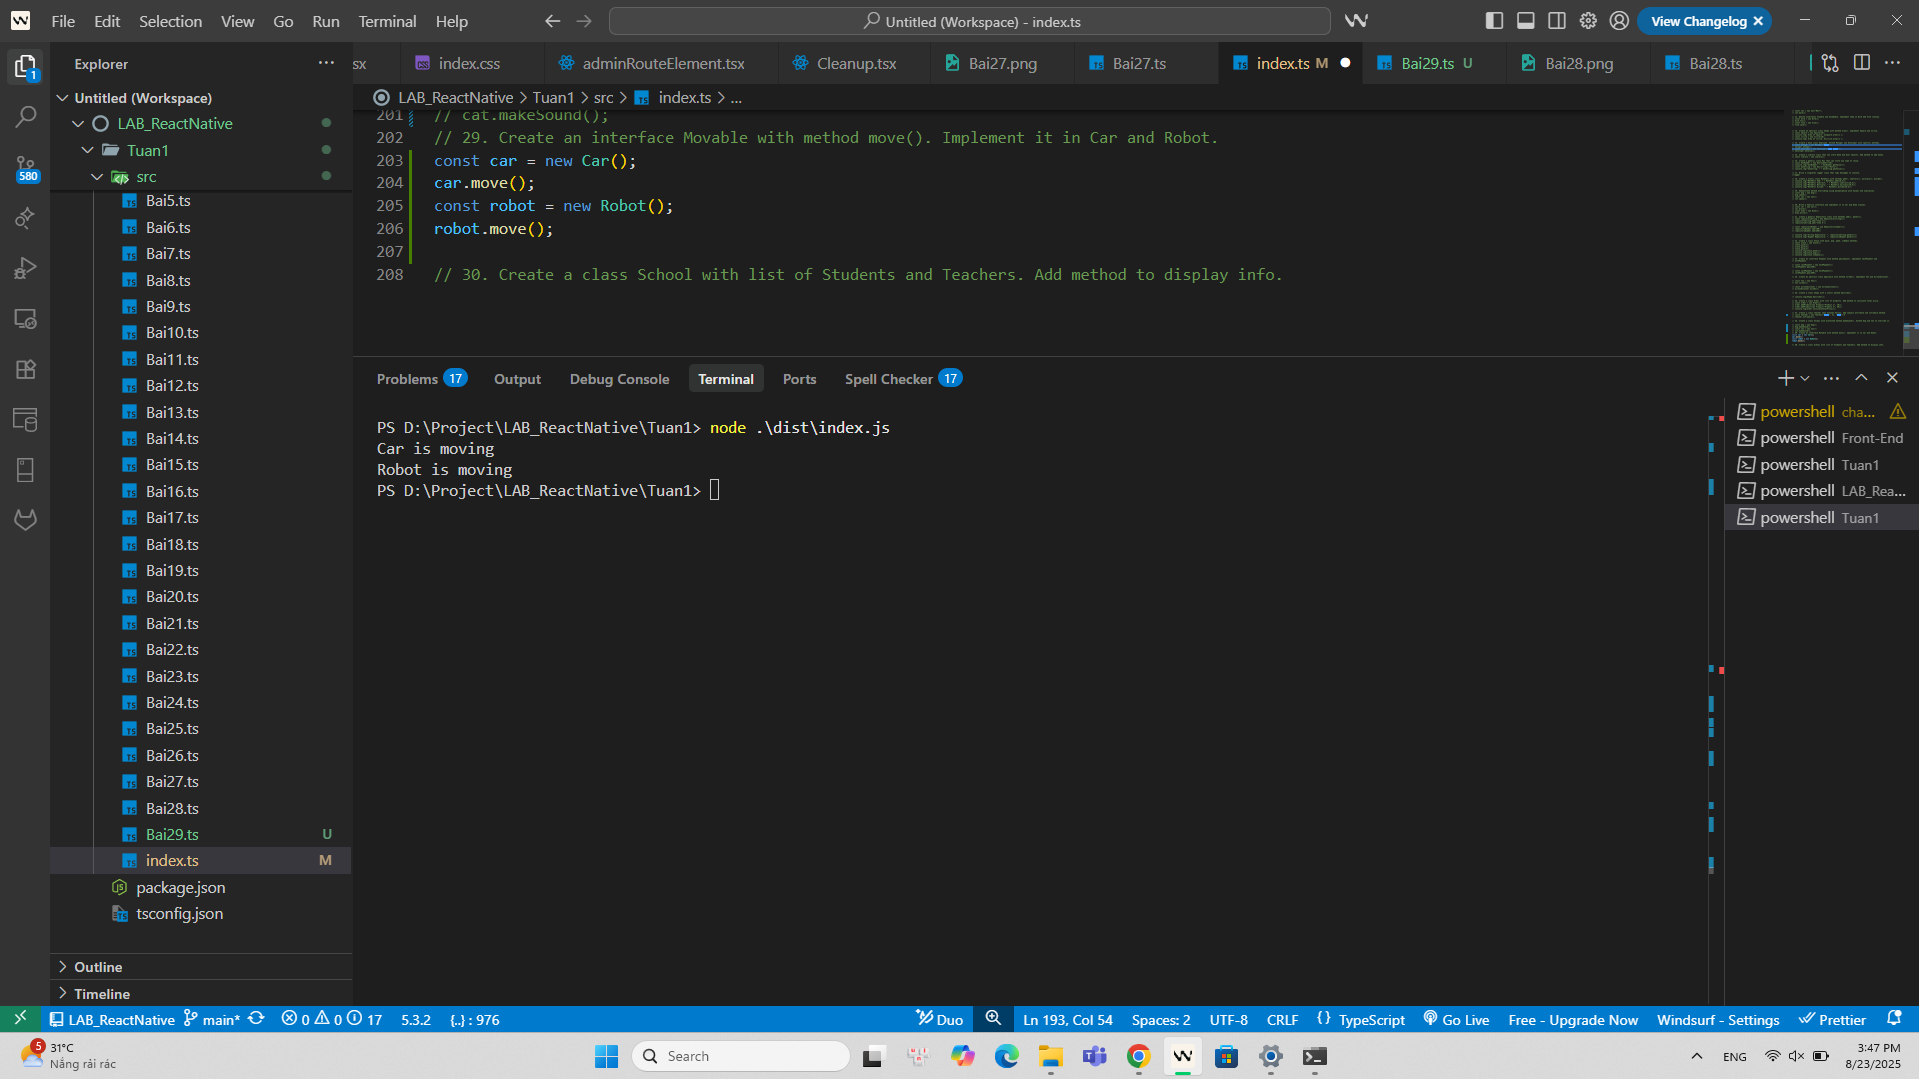 File Edit Selection View Go Run Terminal Help
Untitled (Workspace) - index.ts
View Changelog
Explorer
sx
index.css
adminRouteElement.tsx
Cleanup.tsx
Bai27.png
Bai27.ts
index.ts M
Bai29.ts U
Bai28.png
Bai28.ts
LAB_ReactNative > Tuan1 > src > index.ts > ...
Untitled (Workspace)
LAB_ReactNative
Tuan1
src
Bai5.ts
Bai6.ts
Bai7.ts
Bai8.ts
Bai9.ts
Bai10.ts
Bai11.ts
Bai12.ts
Bai13.ts
Bai14.ts
Bai15.ts
Bai16.ts
Bai17.ts
Bai18.ts
Bai19.ts
Bai20.ts
Bai21.ts
Bai22.ts
Bai23.ts
Bai24.ts
Bai25.ts
Bai26.ts
Bai27.ts
Bai28.ts
Bai29.ts U
index.ts M
package.json
tsconfig.json
Outline
Timeline
1
580
201 // cat.makeSound();
202 // 29. Create an interface Movable with method move(). Implement it in Car and Robot.
203 const car = new Car();
204 car.move();
205 const robot = new Robot();
206 robot.move();
207
208 // 30. Create a class School with list of Students and Teachers. Add method to display info.
Problems 17 Output Debug Console Terminal Ports Spell Checker 17
PS D:\Project\LAB_ReactNative\Tuan1> node .\dist\index.js
Car is moving
Robot is moving
PS D:\Project\LAB_ReactNative\Tuan1>
powershell cha...
powershell Front-End
powershell Tuan1
powershell LAB_Rea...
powershell Tuan1
LAB_ReactNative main* 0 0 17 5.3.2 {..} : 976
Duo Ln 193, Col 54 Spaces: 2 UTF-8 CRLF {} TypeScript Go Live Free - Upgrade Now Windsurf - Settings Prettier
5
31°C
Nắng rải rác
Search
ENG
3:47 PM
8/23/2025